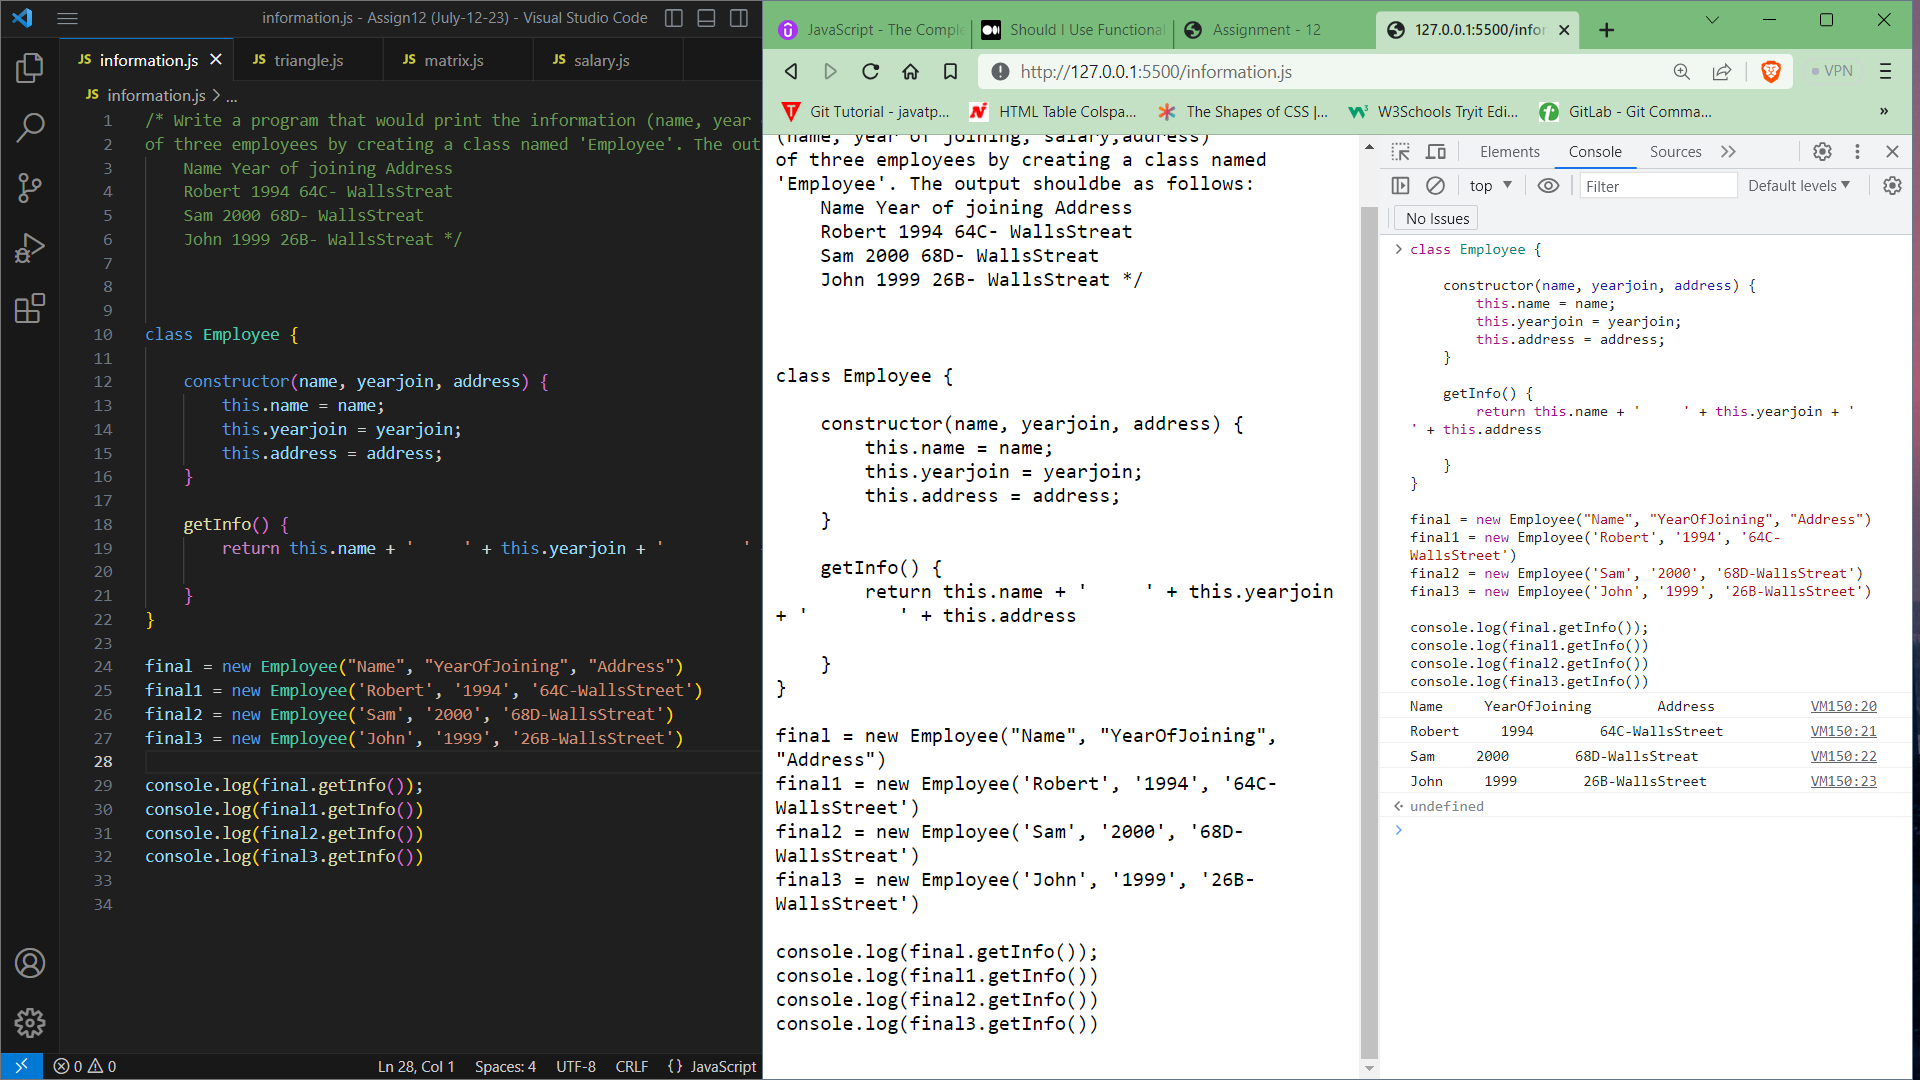 information.js - Assign12 (July-12-23) - Visual Studio Code
JS information.js
JS triangle.js
JS matrix.js
JS salary.js
JS information.js > ...
1 /* Write a program that would print the information (name, year
2 of three employees by creating a class named 'Employee'. The out
3     Name Year of joining Address
4     Robert 1994 64C- WallsStreat
5     Sam 2000 68D- WallsStreat
6     John 1999 26B- WallsStreat */
7
8
9
10 class Employee {
11
12     constructor(name, yearjoin, address) {
13         this.name = name;
14         this.yearjoin = yearjoin;
15         this.address = address;
16     }
17
18     getInfo() {
19         return this.name + '     ' + this.yearjoin + '        '
20
21     }
22 }
23
24 final = new Employee("Name", "YearOfJoining", "Address")
25 final1 = new Employee('Robert', '1994', '64C-WallsStreet')
26 final2 = new Employee('Sam', '2000', '68D-WallsStreat')
27 final3 = new Employee('John', '1999', '26B-WallsStreet')
28
29 console.log(final.getInfo());
30 console.log(final1.getInfo())
31 console.log(final2.getInfo())
32 console.log(final3.getInfo())
33
34
0 0
Ln 28, Col 1
Spaces: 4
UTF-8
CRLF
{ } JavaScript
JavaScript - The Comple
Should I Use Functional
Assignment - 12
127.0.0.1:5500/infor
http://127.0.0.1:5500/information.js
VPN
Git Tutorial - javatp...
HTML Table Colspa...
The Shapes of CSS |...
W3Schools Tryit Edi...
GitLab - Git Comma...
»
(name, year of joining, salary,address)
of three employees by creating a class named
'Employee'. The output shouldbe as follows:
    Name Year of joining Address
    Robert 1994 64C- WallsStreat
    Sam 2000 68D- WallsStreat
    John 1999 26B- WallsStreat */
class Employee {
    constructor(name, yearjoin, address) {
        this.name = name;
        this.yearjoin = yearjoin;
        this.address = address;
    }
    getInfo() {
        return this.name + '     ' + this.yearjoin
+ '        ' + this.address
    }
}
final = new Employee("Name", "YearOfJoining",
"Address")
final1 = new Employee('Robert', '1994', '64C-
WallsStreet')
final2 = new Employee('Sam', '2000', '68D-
WallsStreat')
final3 = new Employee('John', '1999', '26B-
WallsStreet')
console.log(final.getInfo());
console.log(final1.getInfo())
console.log(final2.getInfo())
console.log(final3.getInfo())
Elements
Console
Sources
»
top
Filter
Default levels
No Issues
> class Employee {
    constructor(name, yearjoin, address) {
        this.name = name;
        this.yearjoin = yearjoin;
        this.address = address;
    }
    getInfo() {
        return this.name + '     ' + this.yearjoin + '
' + this.address
    }
}
final = new Employee("Name", "YearOfJoining", "Address")
final1 = new Employee('Robert', '1994', '64C-
WallsStreet')
final2 = new Employee('Sam', '2000', '68D-WallsStreat')
final3 = new Employee('John', '1999', '26B-WallsStreet')
console.log(final.getInfo());
console.log(final1.getInfo())
console.log(final2.getInfo())
console.log(final3.getInfo())
Name     YearOfJoining        Address VM150:20
Robert     1994        64C-WallsStreet VM150:21
Sam     2000        68D-WallsStreat VM150:22
John     1999        26B-WallsStreet VM150:23
undefined
>